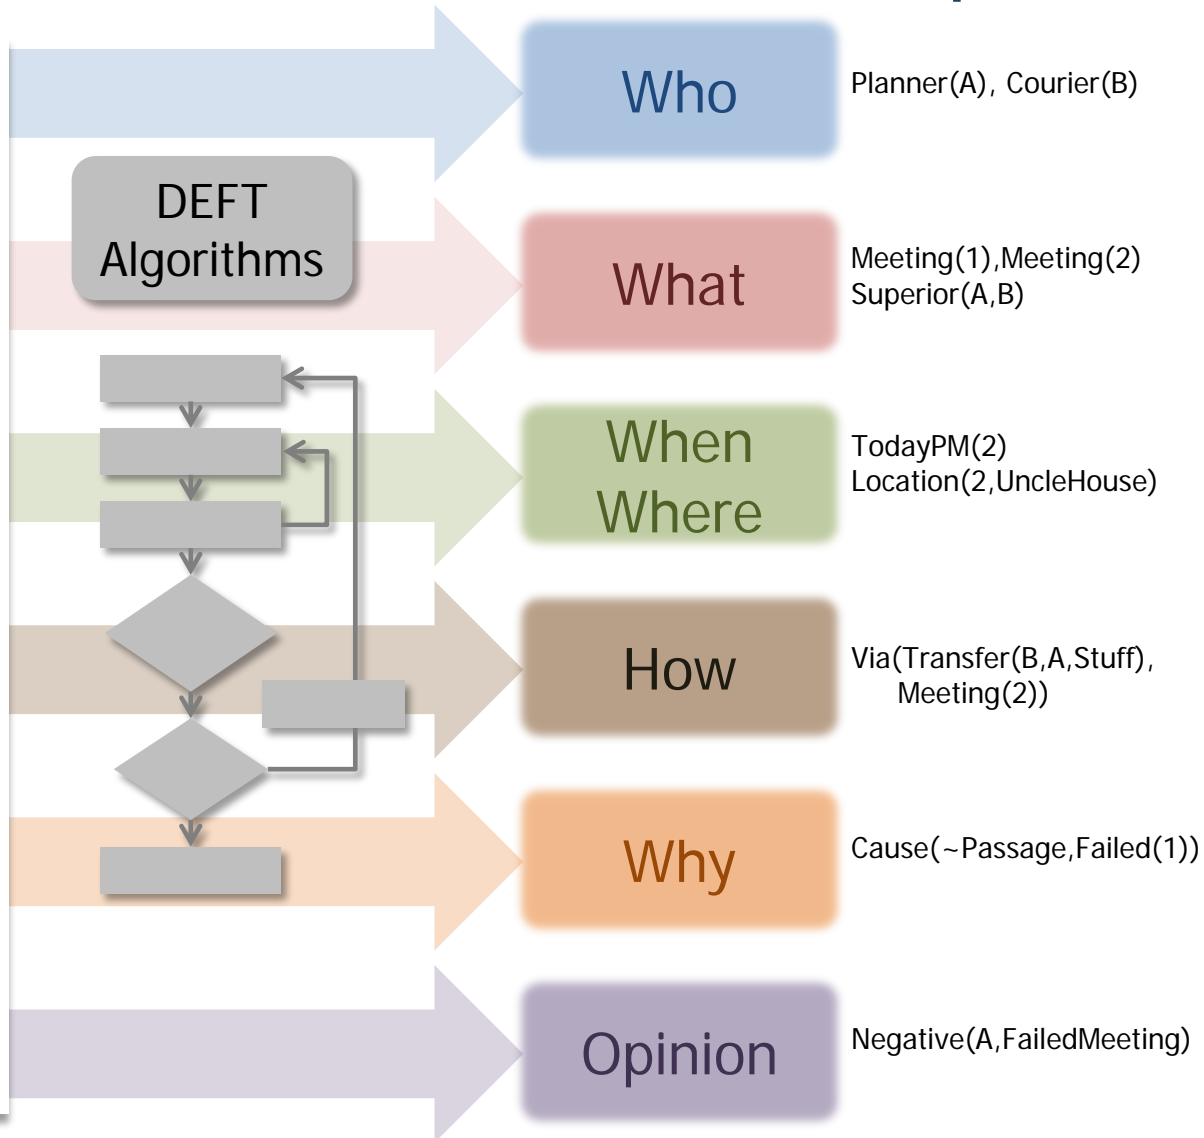 Who
Planner(A), Courier(B)
DEFT
Algorithms
What
Meeting(1),Meeting(2)
Superior(A,B)
When
Where
TodayPM(2)
Location(2,UncleHouse)
How
Via(Transfer(B,A,Stuff),
Meeting(2))
Why
Cause(~Passage,Failed(1))
Opinion
Negative(A,FailedMeeting)